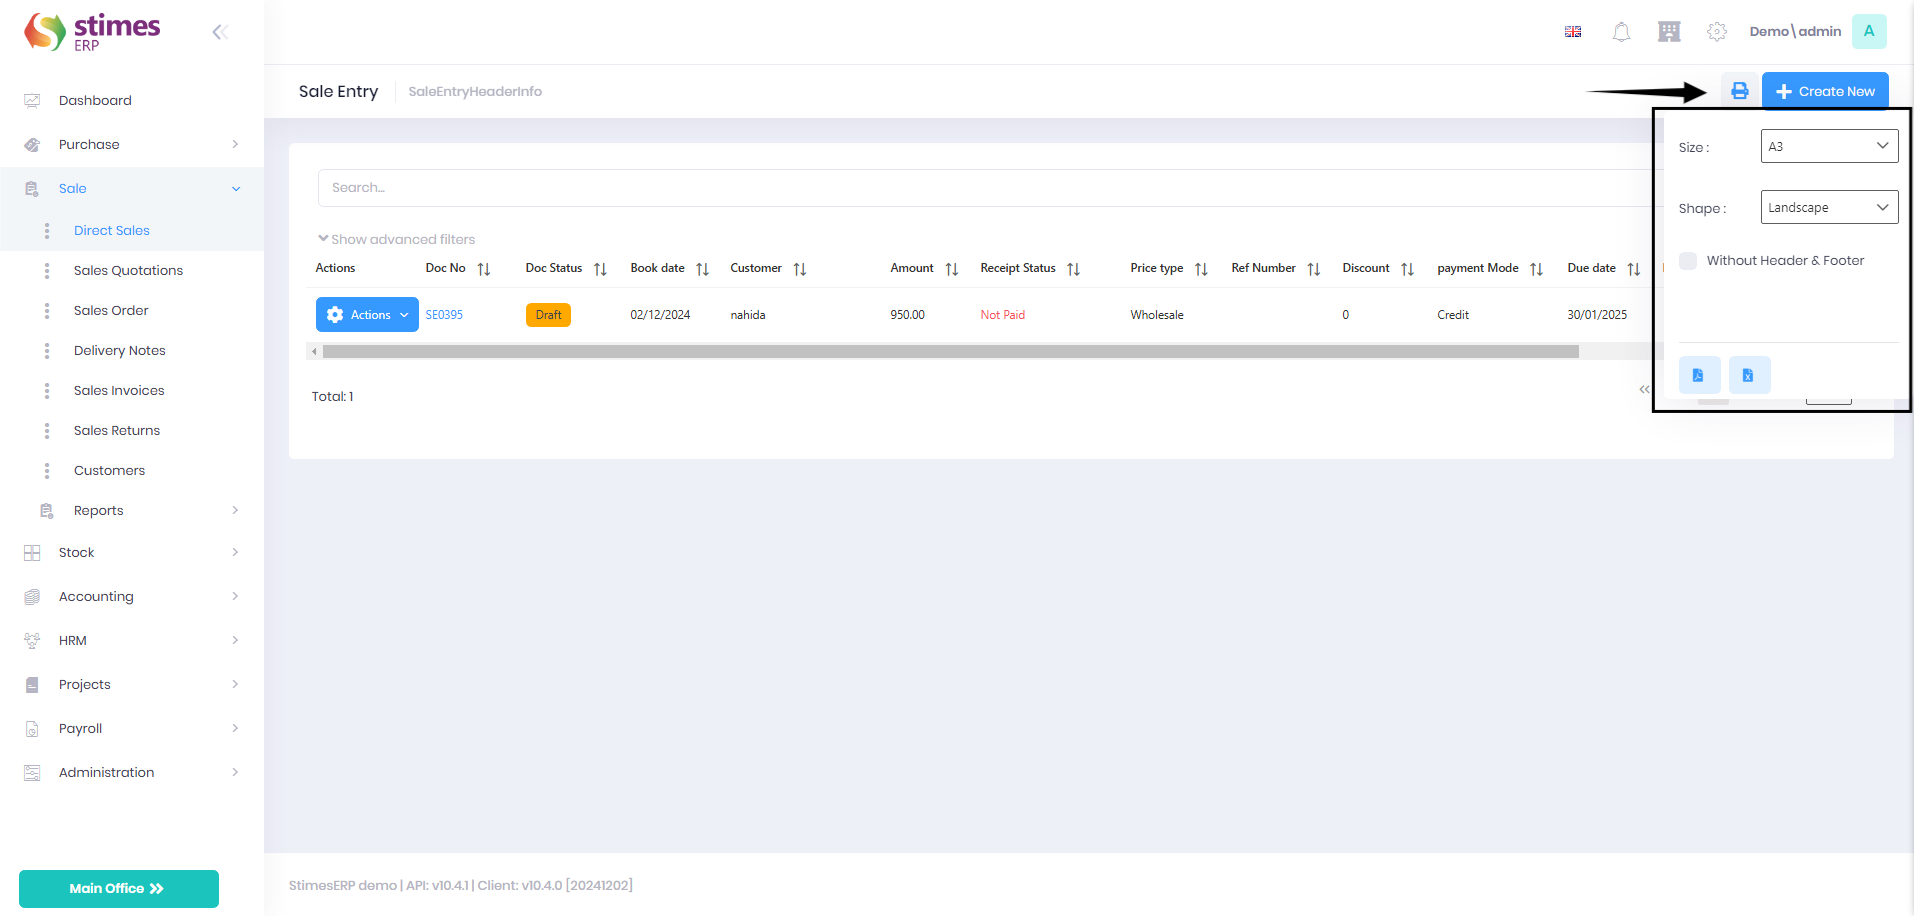 stimes
ERP
Demo\admin
A
Dashboard
Purchase
Sale
Direct Sales
Sales Quotations
Sales Order
Delivery Notes
Sales Invoices
Sales Returns
Customers
Reports
Stock
Accounting
HRM
Projects
Payroll
Administration
Main Office
Sale Entry
SaleEntryHeaderInfo
Create New
Search...
Show advanced filters
Actions Doc No Doc Status Book date Customer Amount Receipt Status Price type Ref Number Discount payment Mode Due date
Actions SE0395 Draft 02/12/2024 nahida 950.00 Not Paid Wholesale 0 Credit 30/01/2025
Total: 1
Size : A3
Shape : Landscape
Without Header & Footer
StimesERP demo | API: v10.4.1 | Client: v10.4.0 [20241202]